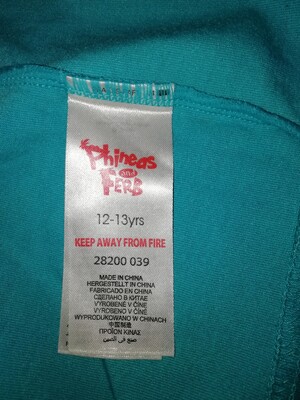 Phineas
and
FERB
12-13yrs
KEEP AWAY FROM FIRE
28200 039
MADE IN CHINA
HERGESTELLT IN CHINA
FABRICADO EN CHINA
СДЕЛАНО В КИТАЕ
VYROBENÉ V ČÍNE
VYROBENO V ČÍNĚ
WYPRODUKOWANO W CHINACH
中国制造
ΠΡΟΪΟΝ ΚΙΝΑΣ
صنع في الصين